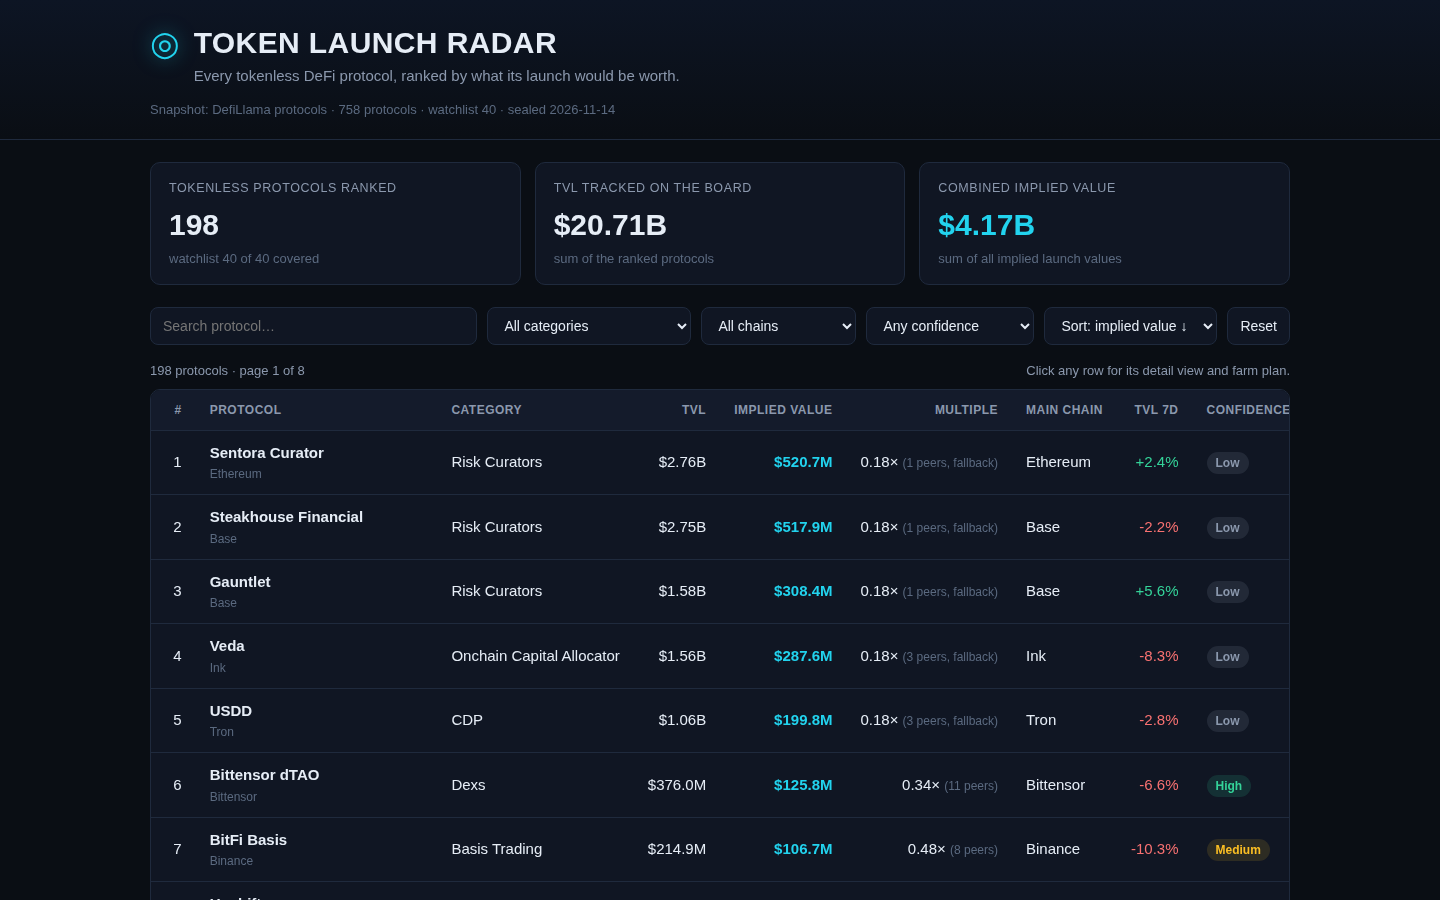 TOKEN LAUNCH RADAR
Every tokenless DeFi protocol, ranked by what its launch would be worth.
Snapshot: DefiLlama protocols · 758 protocols · watchlist 40 · sealed 2026-11-14
TOKENLESS PROTOCOLS RANKED
198
watchlist 40 of 40 covered
TVL TRACKED ON THE BOARD
$20.71B
sum of the ranked protocols
COMBINED IMPLIED VALUE
$4.17B
sum of all implied launch values
Search protocol… All categories All chains Any confidence Sort: implied value ↓ Reset
198 protocols · page 1 of 8 Click any row for its detail view and farm plan.
# PROTOCOL CATEGORY TVL IMPLIED VALUE MULTIPLE MAIN CHAIN TVL 7D CONFIDENCE
1 Sentora Curator Risk Curators $2.76B $520.7M 0.18× (1 peers, fallback) Ethereum +2.4% Low
Ethereum
2 Steakhouse Financial Risk Curators $2.75B $517.9M 0.18× (1 peers, fallback) Base -2.2% Low
Base
3 Gauntlet Risk Curators $1.58B $308.4M 0.18× (1 peers, fallback) Base +5.6% Low
Base
4 Veda Onchain Capital Allocator $1.56B $287.6M 0.18× (3 peers, fallback) Ink -8.3% Low
Ink
5 USDD CDP $1.06B $199.8M 0.18× (3 peers, fallback) Tron -2.8% Low
Tron
6 Bittensor dTAO Dexs $376.0M $125.8M 0.34× (11 peers) Bittensor -6.6% High
Bittensor
7 BitFi Basis Basis Trading $214.9M $106.7M 0.48× (8 peers) Binance -10.3% Medium
Binance